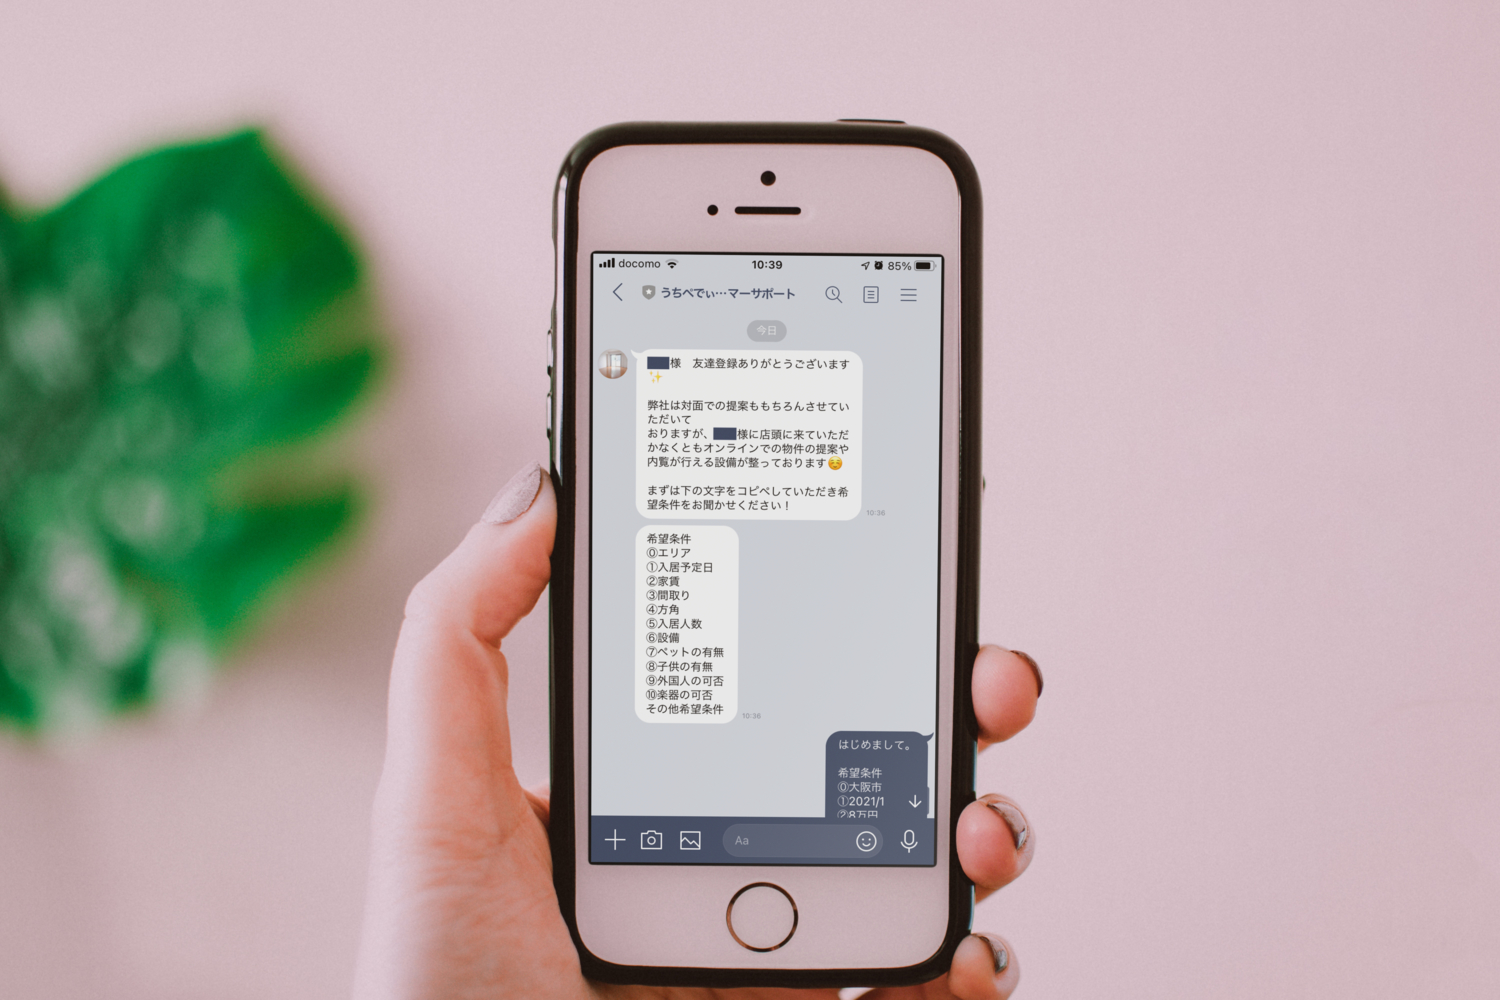 docomo 10:39 85%
うちぺでぃ…マーサポート
今日
様 友達登録ありがとうございます
✨
弊社は対面での提案ももちろんさせてい
ただいて
おりますが、 様に店頭に来ていただ
かなくともオンラインでの物件の提案や
内覧が行える設備が整っております☺️
まずは下の文字をコピペしていただき希
望条件をお聞かせください！
10:36
希望条件
⓪エリア
①入居予定日
②家賃
③間取り
④方角
⑤入居人数
⑥設備
⑦ペットの有無
⑧子供の有無
⑨外国人の可否
⑩楽器の可否
その他希望条件
10:36
はじめまして。
希望条件
⓪大阪市
①2021/1
②8万円
Aa